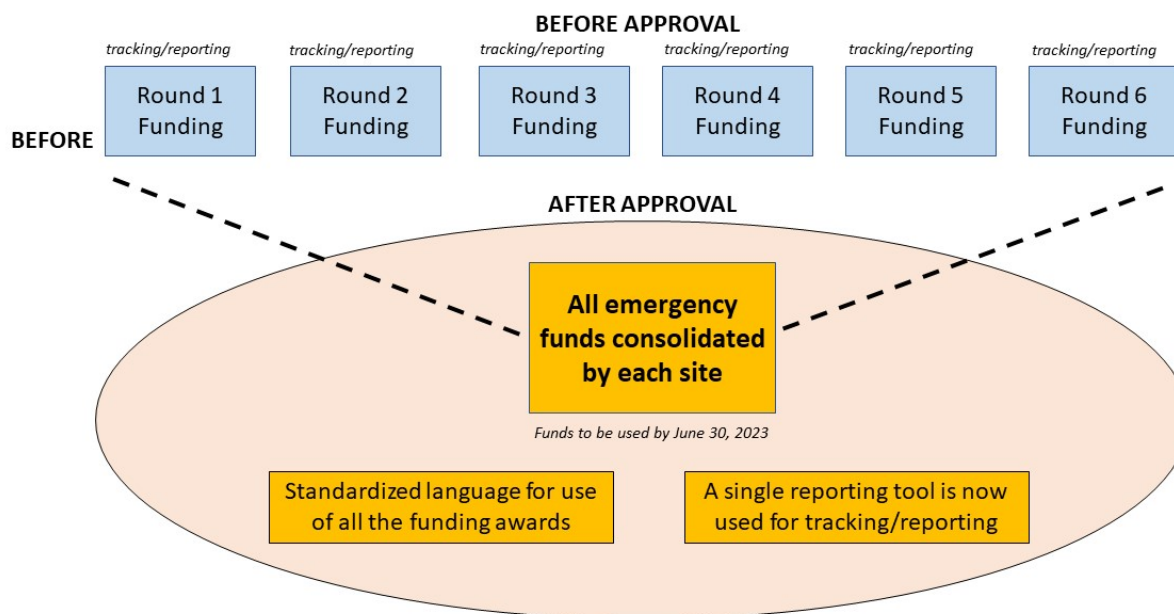 BEFORE APPROVAL
tracking/reporting tracking/reporting tracking/reporting tracking/reporting tracking/reporting tracking/reporting
Round 1 Round 2 Round 3 Round 4 Round 5 Round 6
Funding Funding Funding Funding Funding Funding
BEFORE
AFTER APPROVAL
All emergency
funds consolidated
by each site
Funds to be used by June 30, 2023
Standardized language for use
of all the funding awards
A single reporting tool is now
used for tracking/reporting